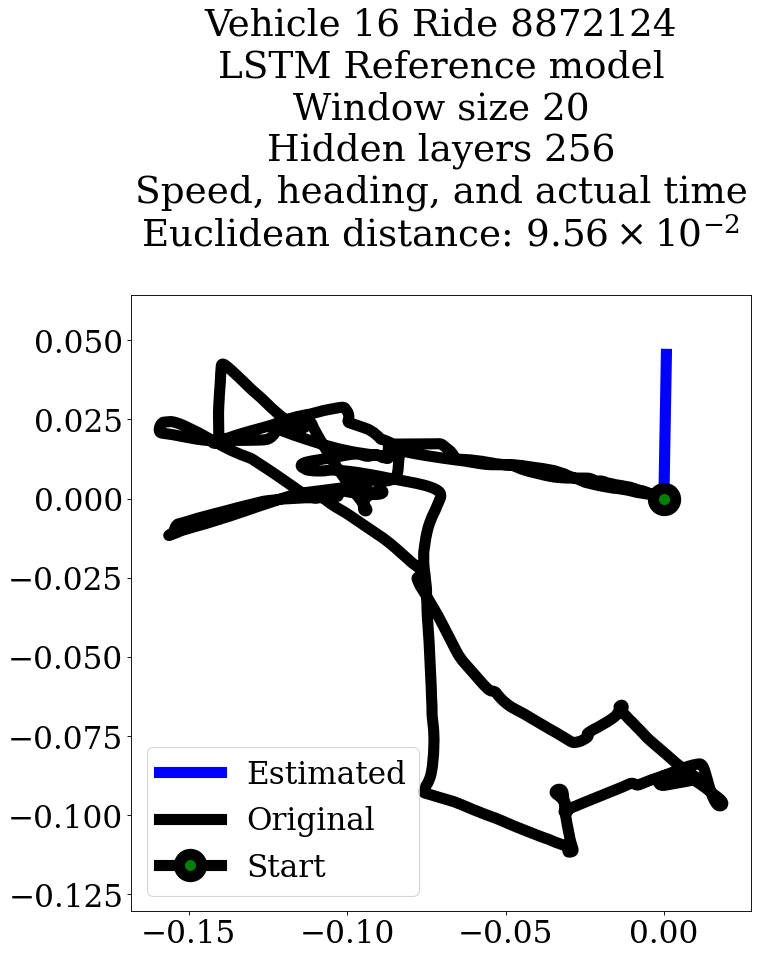 Vehicle 16 Ride 8872124
LSTM Reference model
Window size 20
Hidden layers 256
Speed, heading, and actual time
Euclidean distance: 9.56 × 10⁻²
0.050
0.025
0.000
−0.025
−0.050
−0.075
−0.100
−0.125
Estimated
Original
Start
−0.15
−0.10
−0.05
0.00